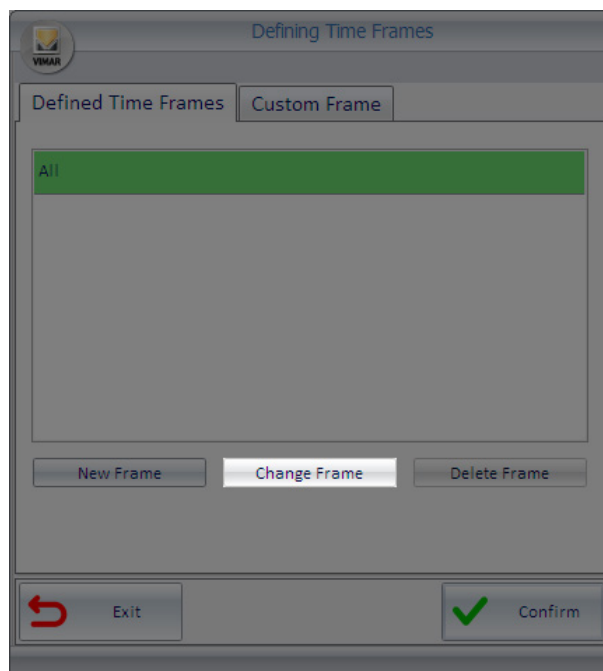 Defining Time Frames
VIMAR
Defined Time Frames
Custom Frame
All
New Frame
Change Frame
Delete Frame
Exit
Confirm